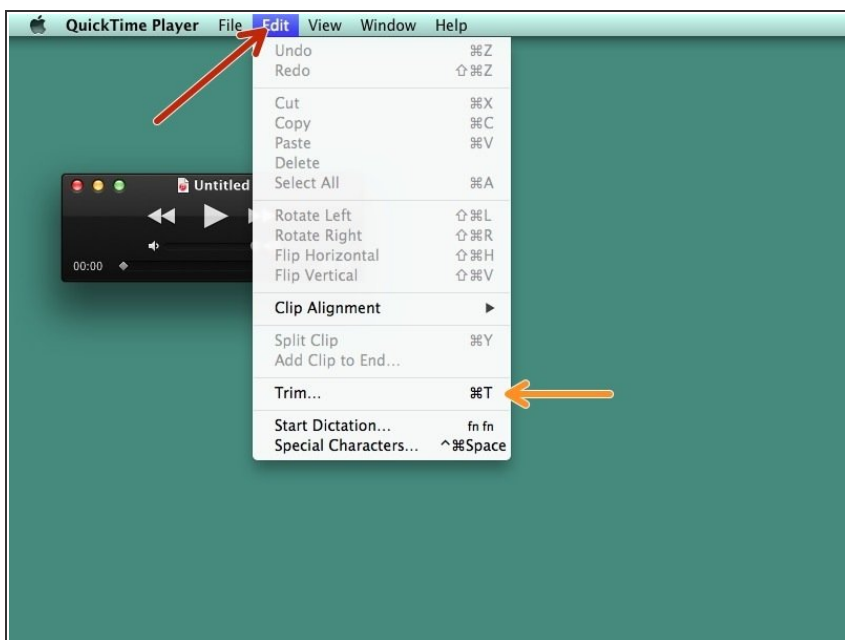 QuickTime Player File Edit View Window Help
Undo ⌘Z
Redo ⇧⌘Z
Cut ⌘X
Copy ⌘C
Paste ⌘V
Delete
Select All ⌘A
Rotate Left ⇧⌘L
Rotate Right ⇧⌘R
Flip Horizontal ⇧⌘H
Flip Vertical ⇧⌘V
Clip Alignment ▶
Split Clip ⌘Y
Add Clip to End...
Trim... ⌘T
Start Dictation... fn fn
Special Characters... ^⌘Space
Untitled
00:00